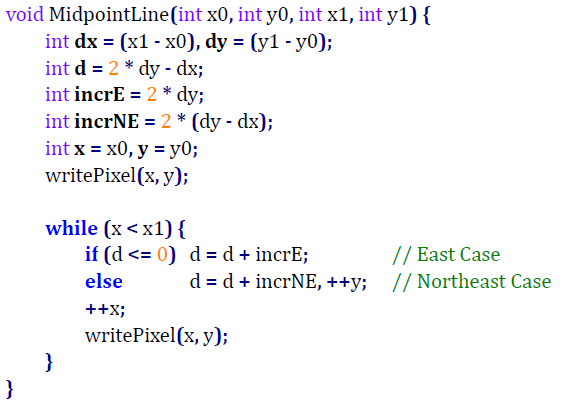 void MidpointLine(int x0, int y0, int x1, int y1) {
int dx = (x1 - x0), dy = (y1 - y0);
int d = 2 * dy - dx;
int incrE = 2 * dy;
int incrNE = 2 * (dy - dx);
int x = x0, y = y0;
writePixel(x, y);
while (x < x1) {
if (d <= 0) d = d + incrE; // East Case
else d = d + incrNE, ++y; // Northeast Case
++x;
writePixel(x, y);
}
}